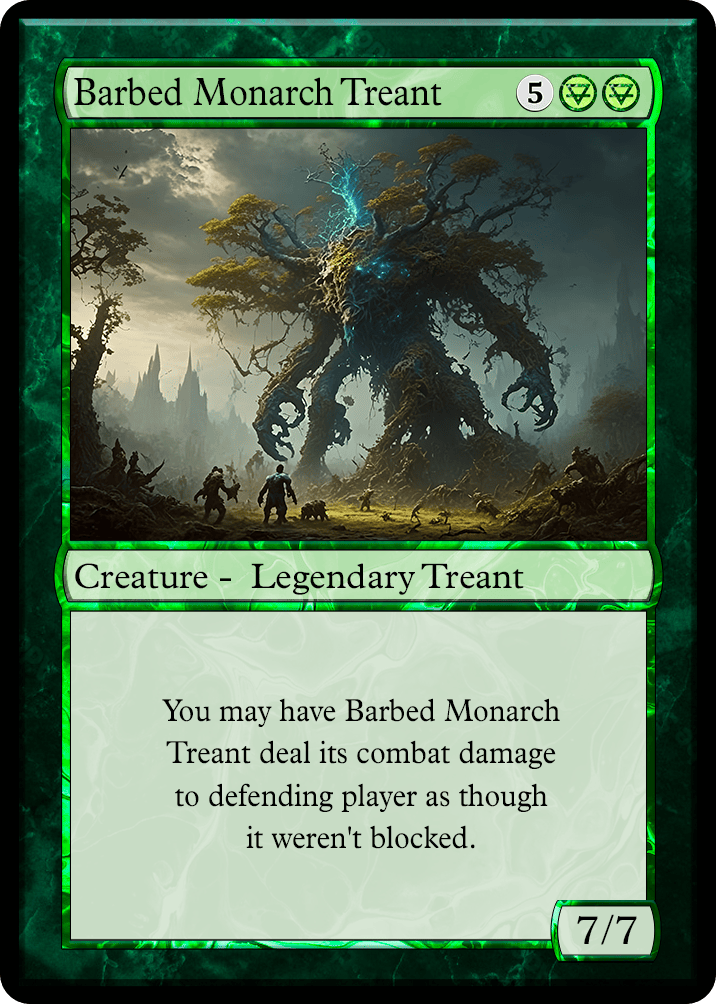 Barbed Monarch Treant 5
Creature - Legendary Treant
You may have Barbed Monarch
Treant deal its combat damage
to defending player as though
it weren't blocked.
7/7